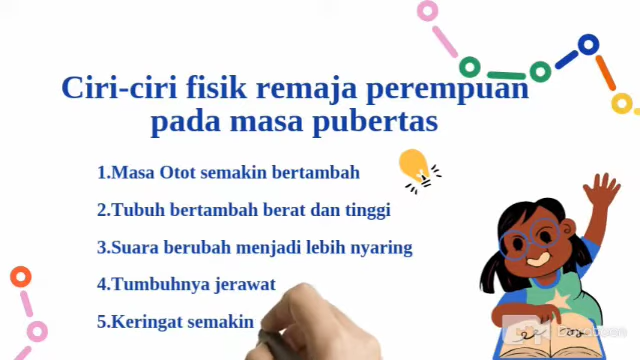 Ciri-ciri fisik remaja perempuan
pada masa pubertas
1.Masa Otot semakin bertambah
2.Tubuh bertambah berat dan tinggi
3.Suara berubah menjadi lebih nyaring
4.Tumbuhnya jerawat
5.Keringat semakin